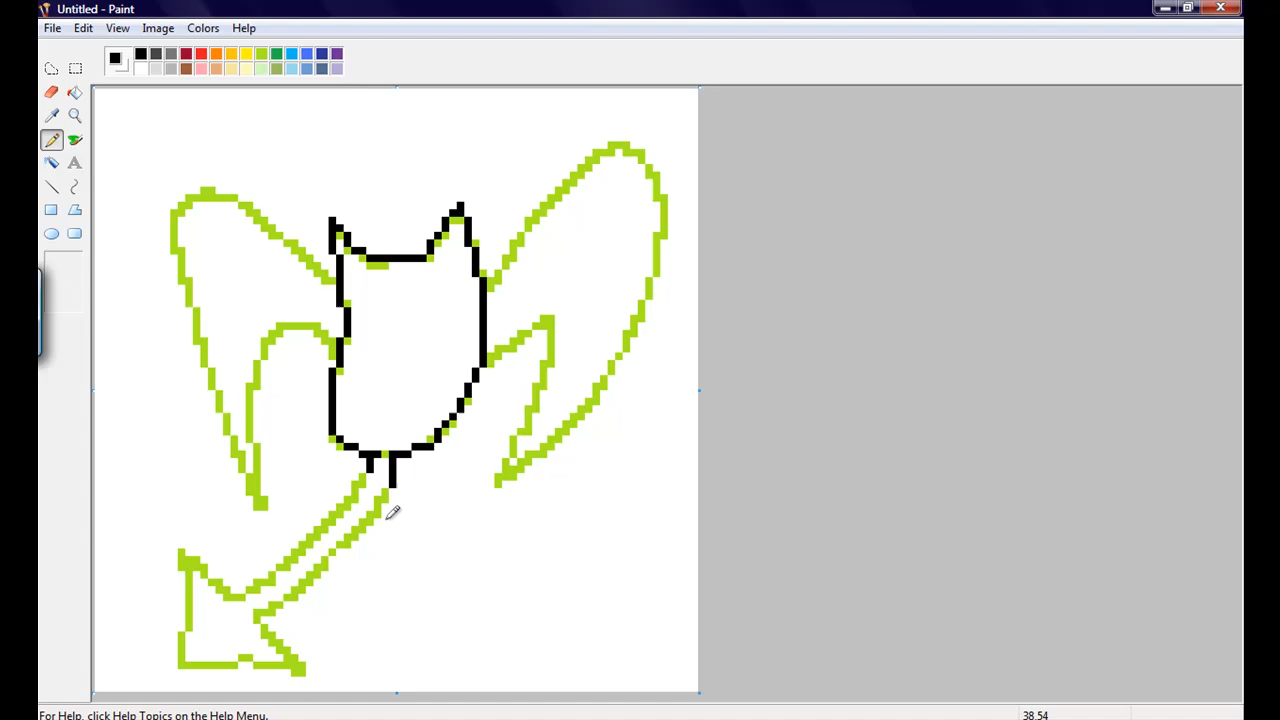 Untitled - Paint
File Edit View Image Colors Help
For Help, click Help Topics on the Help Menu.
38.54